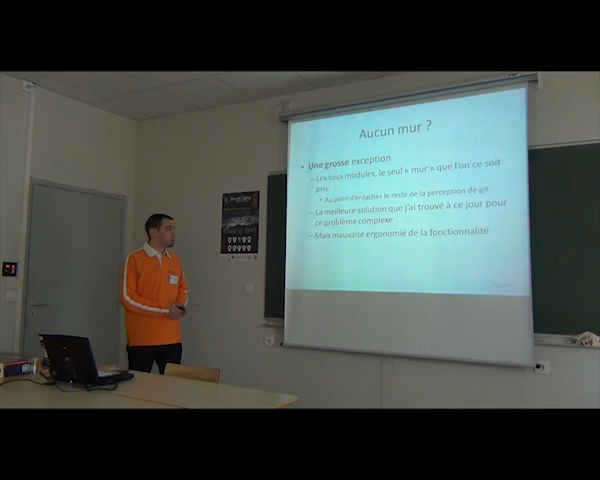 Aucun mur ?
• Une grosse exception
– Les sous modules, le seul « mur » que l'on ce soit
pris
• Au point d'entacher le reste de la perception de git
– La meilleure solution que j'ai trouvé à ce jour pour
ce problème complexe
– Mais mauvaise ergonomie de la fonctionnalité